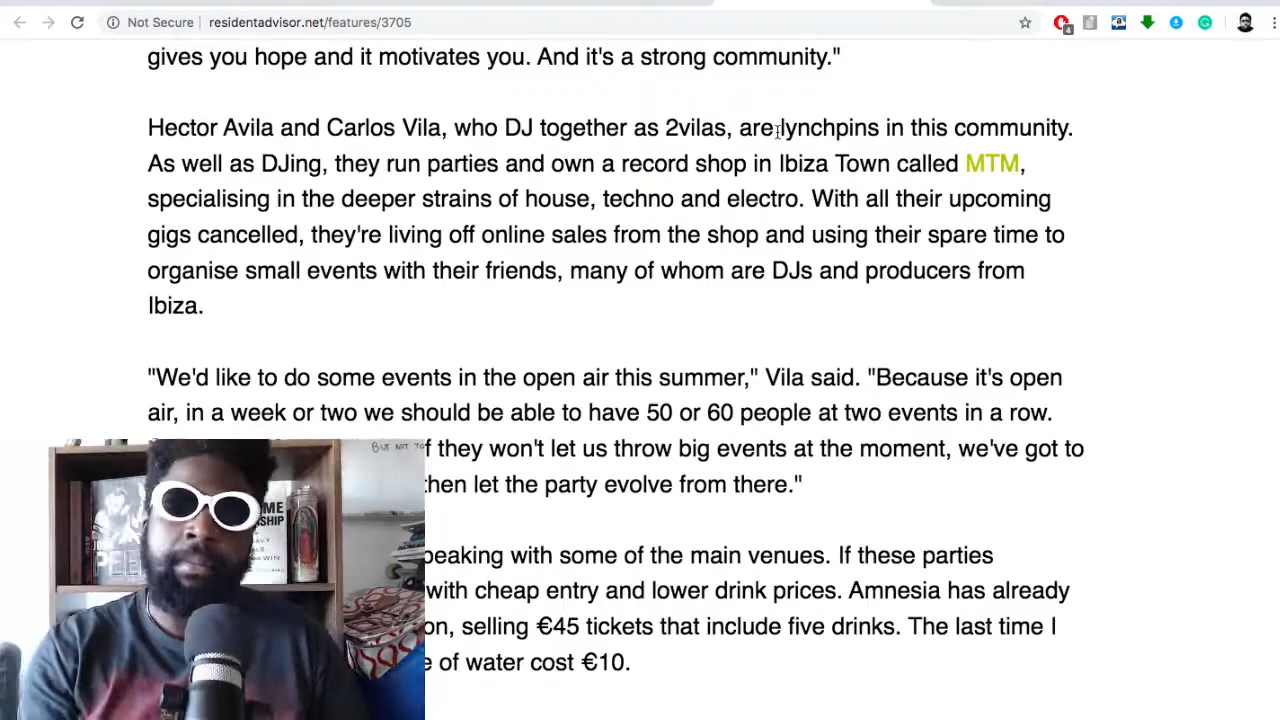 Not Secure
residentadvisor.net/features/3705
4
gives you hope and it motivates you. And it's a strong community."
Hector Avila and Carlos Vila, who DJ together as 2vilas, are lynchpins in this community.
As well as DJing, they run parties and own a record shop in Ibiza Town called MTM,
specialising in the deeper strains of house, techno and electro. With all their upcoming
gigs cancelled, they're living off online sales from the shop and using their spare time to
organise small events with their friends, many of whom are DJs and producers from
Ibiza.
"We'd like to do some events in the open air this summer," Vila said. "Because it's open
air, in a week or two we should be able to have 50 or 60 people at two events in a row.
f they won't let us throw big events at the moment, we've got to
then let the party evolve from there."
peaking with some of the main venues. If these parties
with cheap entry and lower drink prices. Amnesia has already
on, selling €45 tickets that include five drinks. The last time I
e of water cost €10.
BUT NOT TO
WIN